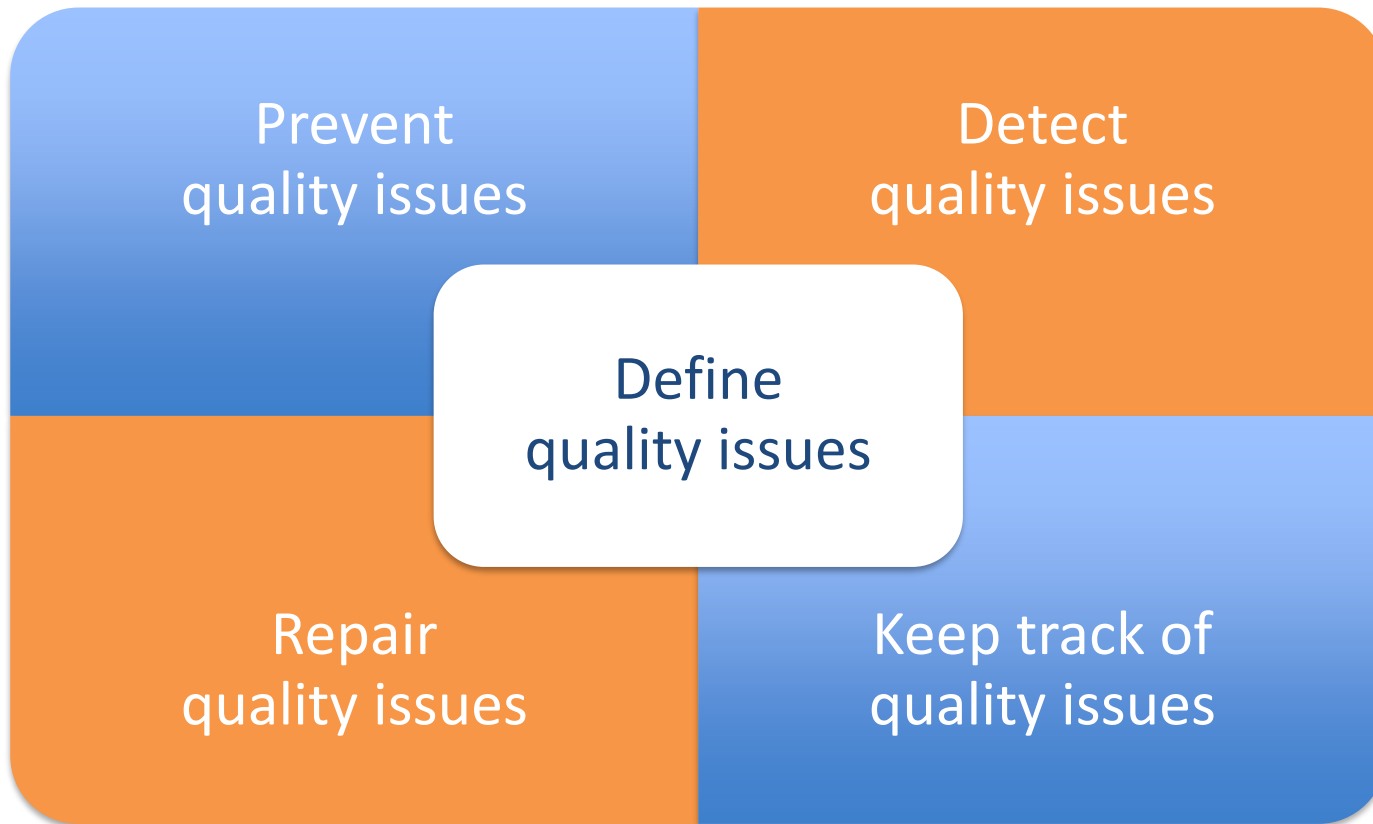 Prevent
quality issues
Detect
quality issues
Define
quality issues
Repair
quality issues
Keep track of
quality issues